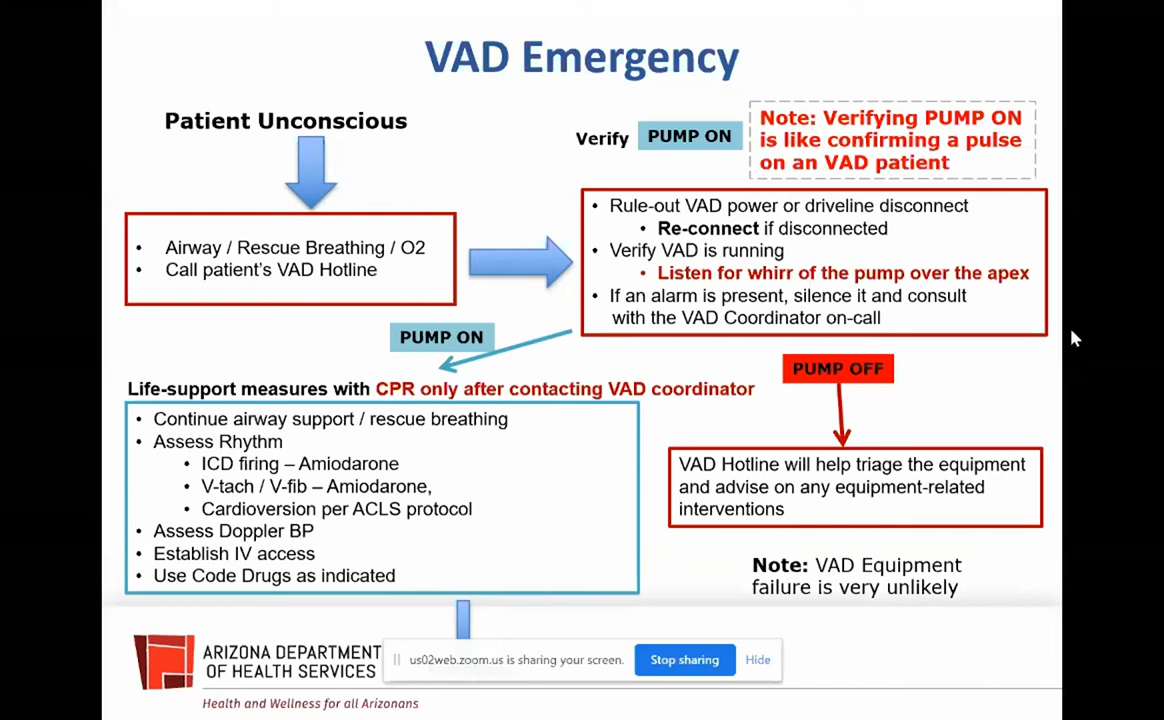 VAD Emergency
Patient Unconscious
• Airway / Rescue Breathing / O2
• Call patient's VAD Hotline
Verify PUMP ON
Note: Verifying PUMP ON
is like confirming a pulse
on an VAD patient
• Rule-out VAD power or driveline disconnect
• Re-connect if disconnected
• Verify VAD is running
• Listen for whirr of the pump over the apex
• If an alarm is present, silence it and consult
with the VAD Coordinator on-call
PUMP ON
Life-support measures with CPR only after contacting VAD coordinator
• Continue airway support / rescue breathing
• Assess Rhythm
• ICD firing – Amiodarone
• V-tach / V-fib – Amiodarone,
• Cardioversion per ACLS protocol
• Assess Doppler BP
• Establish IV access
• Use Code Drugs as indicated
PUMP OFF
VAD Hotline will help triage the equipment
and advise on any equipment-related
interventions
Note: VAD Equipment
failure is very unlikely
ARIZONA DEPARTMENT
OF HEALTH SERVICES
Health and Wellness for all Arizonans
us02web.zoom.us is sharing your screen.
Stop sharing
Hide